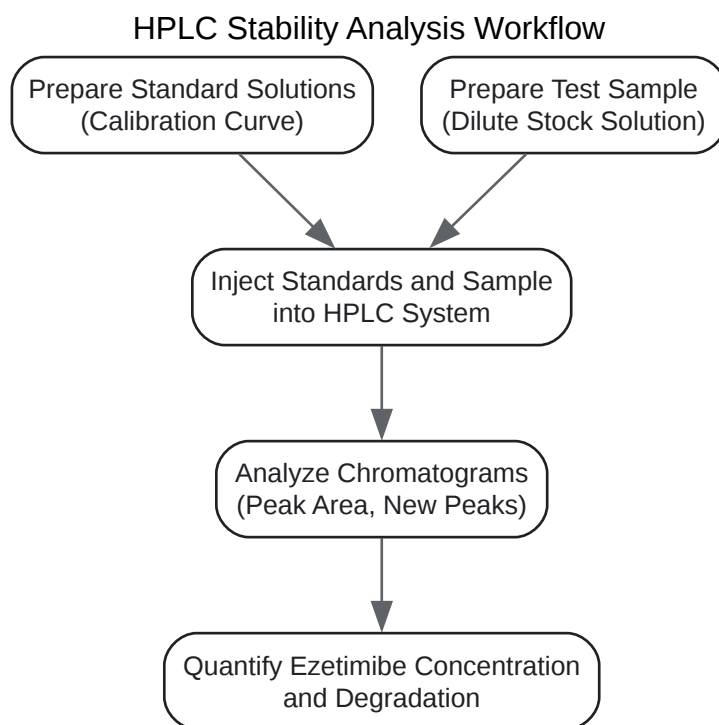 HPLC Stability Analysis Workflow
Prepare Standard Solutions
(Calibration Curve)
Prepare Test Sample
(Dilute Stock Solution)
Inject Standards and Sample
into HPLC System
Analyze Chromatograms
(Peak Area, New Peaks)
Quantify Ezetimibe Concentration
and Degradation